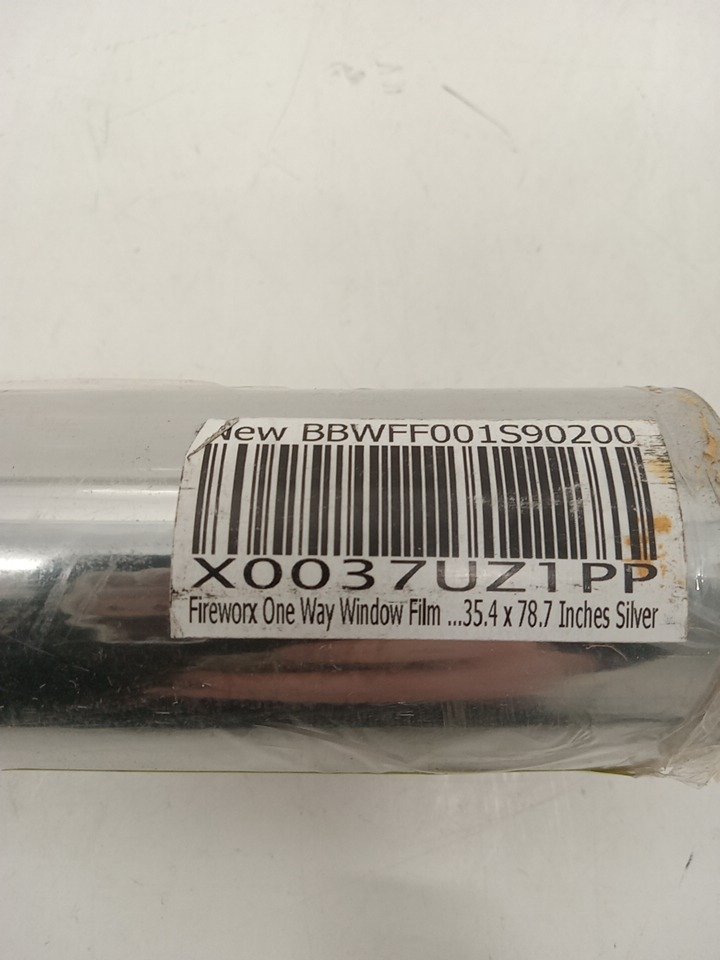 New BBWFF001S90200
X0037UZ1PP
Fireworx One Way Window Film ...35.4 x 78.7 Inches Silver